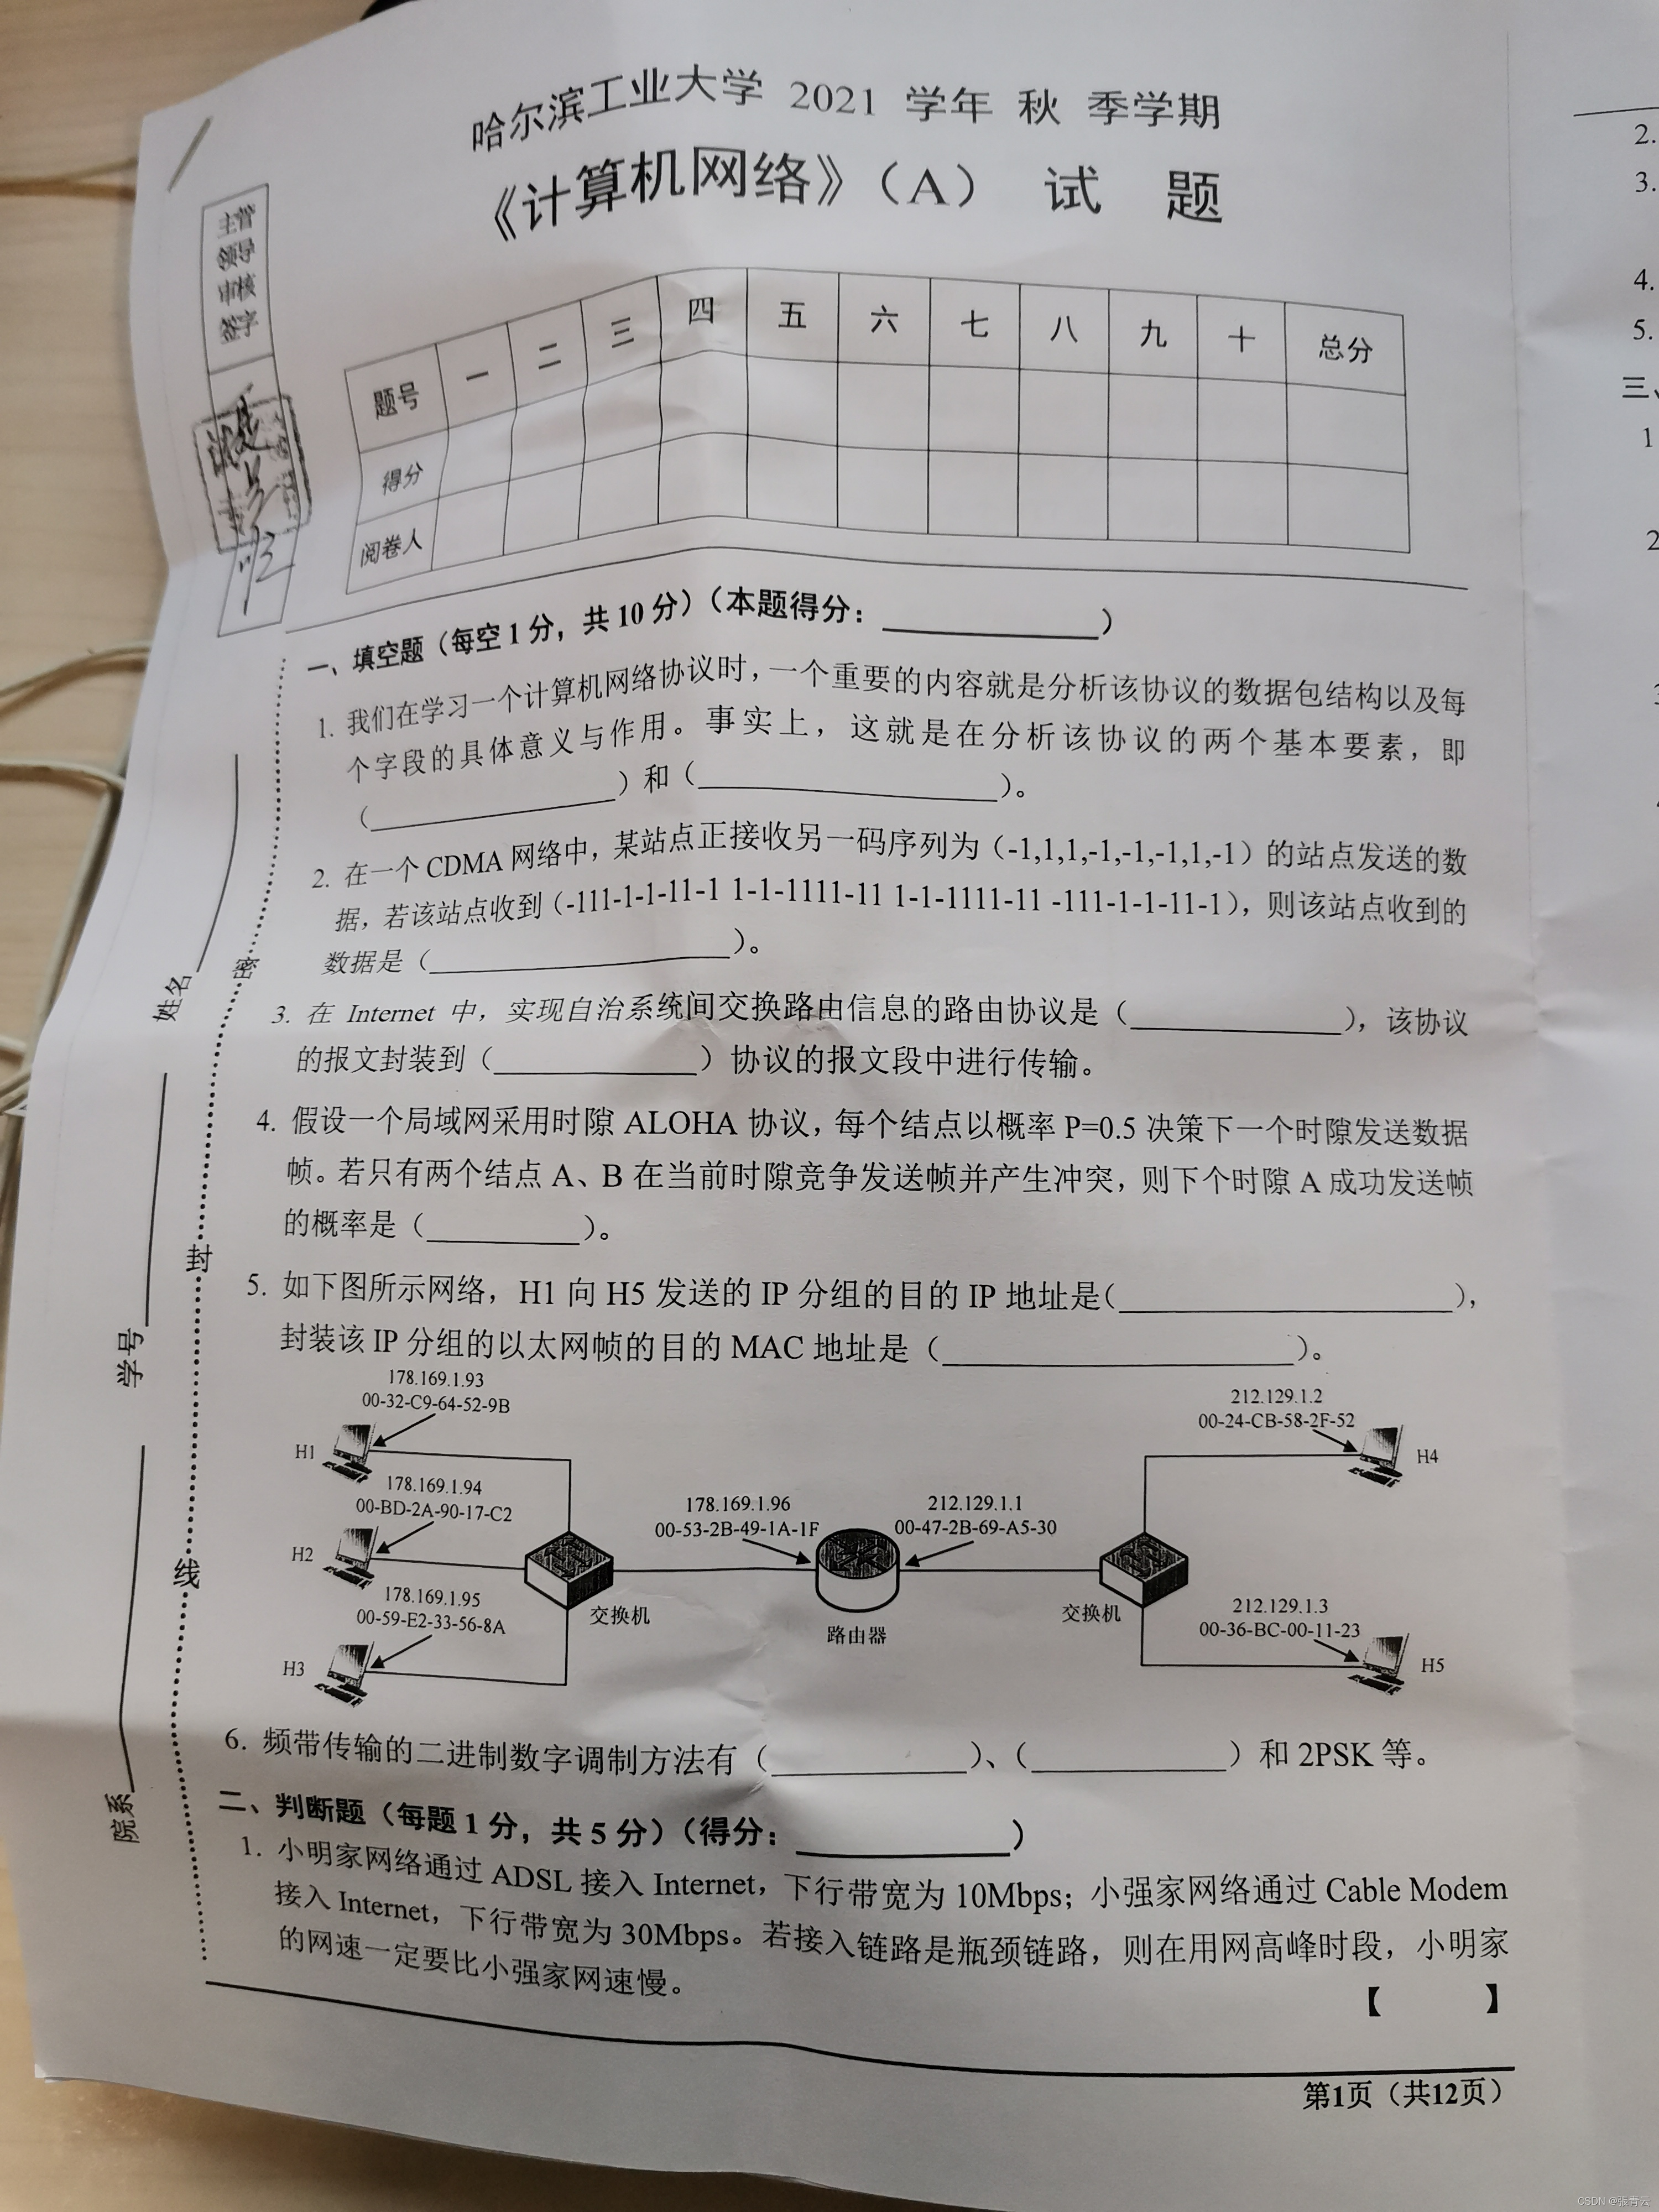 哈尔滨工业大学 2021 学年 秋 季学期
《计算机网络》（A） 试 题
主管
领导
审核
签字
题号 一 二 三 四 五 六 七 八 九 十 总分
得分
阅卷人
一、填空题（每空1分，共10分）（本题得分：__________）
1. 我们在学习一个计算机网络协议时，一个重要的内容就是分析该协议的数据包结构以及每
个字段的具体意义与作用。事实上，这就是在分析该协议的两个基本要素，即
（__________）和（__________）。
2. 在一个CDMA网络中，某站点正接收另一码序列为（-1,1,1,-1,-1,-1,1,-1）的站点发送的数
据，若该站点收到（-111-1-1-11-1 1-1-1111-11 1-1-1111-11 -111-1-1-11-1），则该站点收到的
数据是（__________）。
3. 在 Internet 中，实现自治系统间交换路由信息的路由协议是（__________），该协议
的报文封装到（__________）协议的报文段中进行传输。
4. 假设一个局域网采用时隙 ALOHA 协议，每个结点以概率 P=0.5 决策下一个时隙发送数据
帧。若只有两个结点 A、B 在当前时隙竞争发送帧并产生冲突，则下个时隙 A 成功发送帧
的概率是（__________）。
5. 如下图所示网络，H1 向 H5 发送的 IP 分组的目的 IP 地址是(__________)，
封装该 IP 分组的以太网帧的目的 MAC 地址是（__________）。
178.169.1.93
00-32-C9-64-52-9B
H1
178.169.1.94
00-BD-2A-90-17-C2
H2
178.169.1.95
00-59-E2-33-56-8A
H3
交换机
178.169.1.96
00-53-2B-49-1A-1F
路由器
212.129.1.1
00-47-2B-69-A5-30
交换机
212.129.1.2
00-24-CB-58-2F-52
H4
212.129.1.3
00-36-BC-00-11-23
H5
6. 频带传输的二进制数字调制方法有（__________）、（__________）和 2PSK 等。
二、判断题（每题1分，共5分）（得分：__________）
1. 小明家网络通过 ADSL 接入 Internet，下行带宽为 10Mbps；小强家网络通过 Cable Modem
接入 Internet，下行带宽为 30Mbps。若接入链路是瓶颈链路，则在用网高峰时段，小明家
的网速一定要比小强家网速慢。
【 】
第1页（共12页）
姓名
学号
院系
密
封
线
2.
3.
4.
5.
三、
1
2
CSDN @张青云